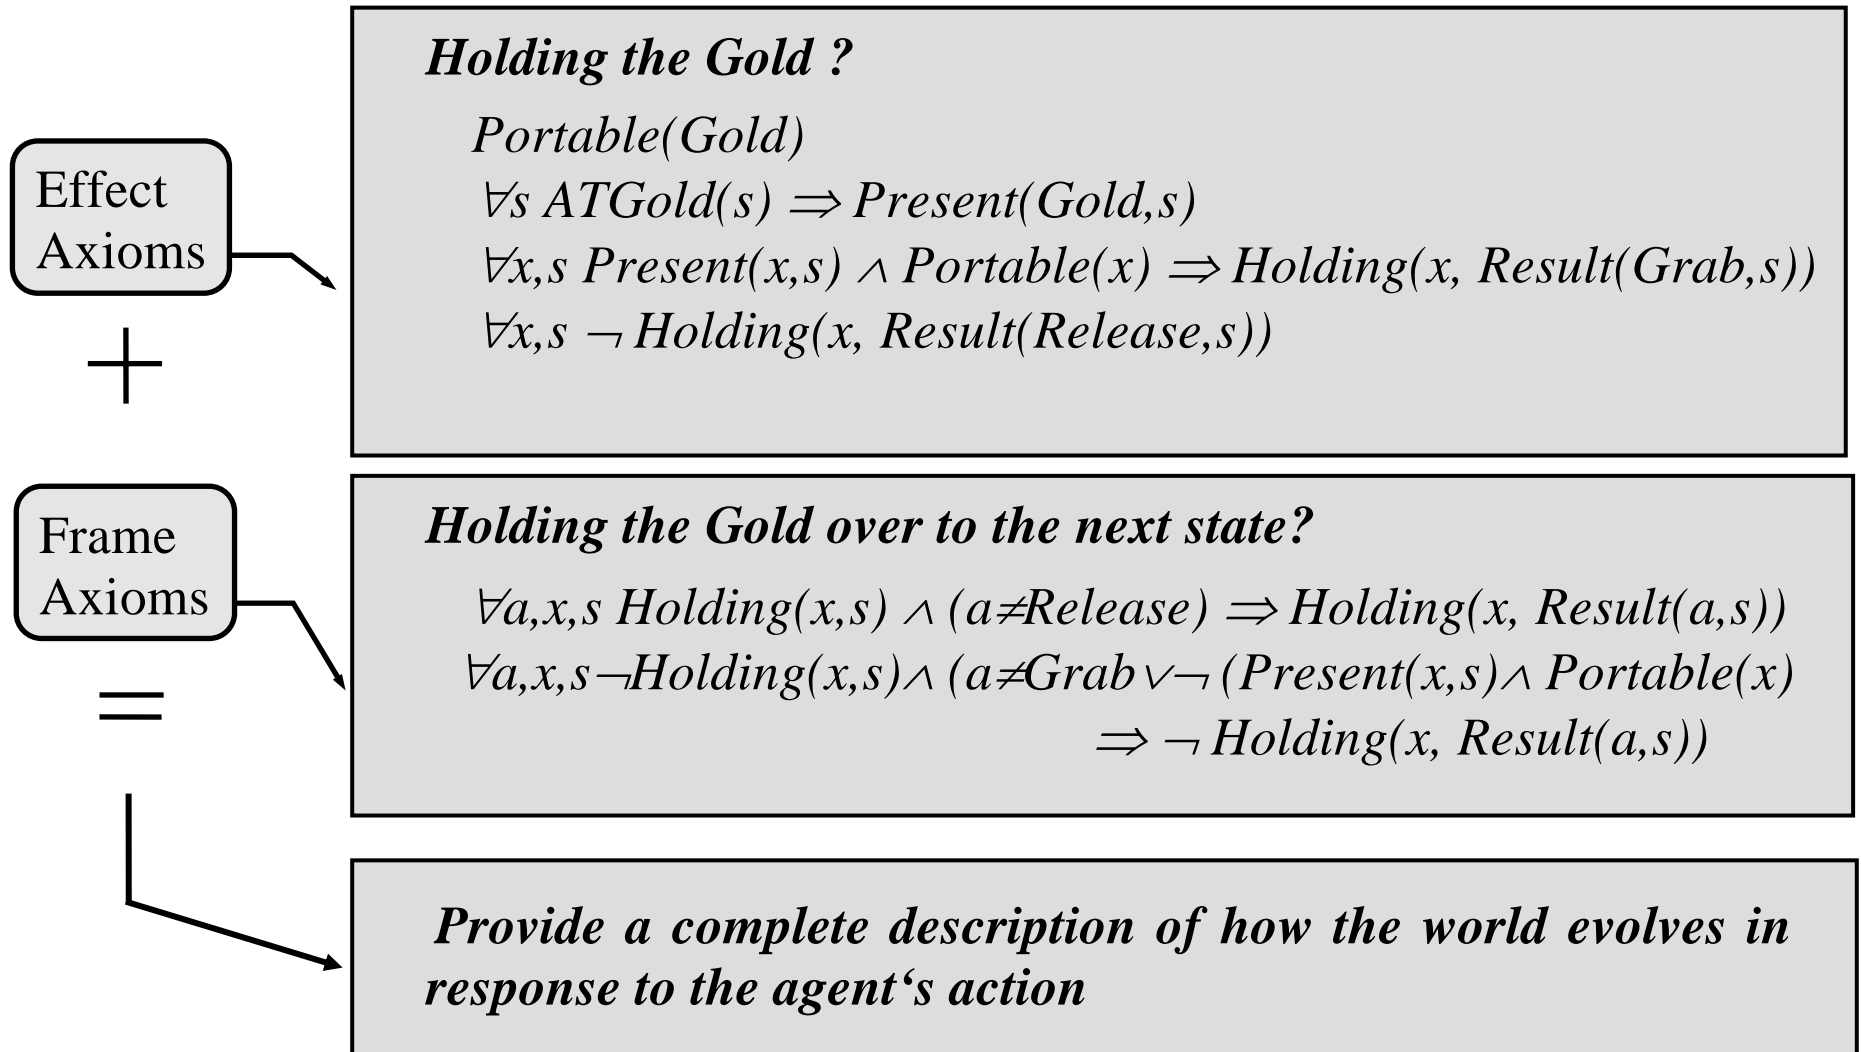 Holding the Gold ?
Portable(Gold)
∀s ATGold(s) ⇒ Present(Gold,s)
∀x,s Present(x,s) ∧ Portable(x) ⇒ Holding(x, Result(Grab,s))
∀x,s ¬ Holding(x, Result(Release,s))
Effect
Axioms
+
Frame
Axioms
Holding the Gold over to the next state?
∀a,x,s Holding(x,s) ∧ (a≠Release) ⇒ Holding(x, Result(a,s))
∀a,x,s¬Holding(x,s)∧ (a≠Grab∨¬ (Present(x,s)∧ Portable(x)
⇒ ¬ Holding(x, Result(a,s))
=
Provide a complete description of how the world evolves in
response to the agent‘s action